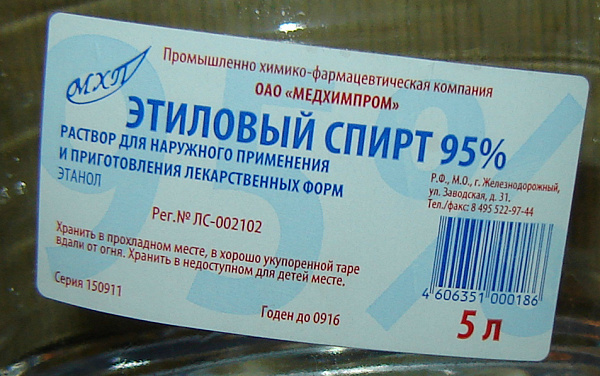 МХП
Промышленно химико-фармацевтическая компания
ОАО «МЕДХИМПРОМ»
ЭТИЛОВЫЙ СПИРТ 95%
РАСТВОР ДЛЯ НАРУЖНОГО ПРИМЕНЕНИЯ
И ПРИГОТОВЛЕНИЯ ЛЕКАРСТВЕННЫХ ФОРМ
ЭТАНОЛ
Р.Ф., М.О., г. Железнодорожный,
ул. Заводская, д. 31.
Тел./факс: 8 495 522-97-44
Рег.№ ЛС-002102
Хранить в прохладном месте, в хорошо укупоренной таре
вдали от огня. Хранить в недоступном для детей месте.
Серия 150911
Годен до 0916
4 606351 000186
5 л
95%